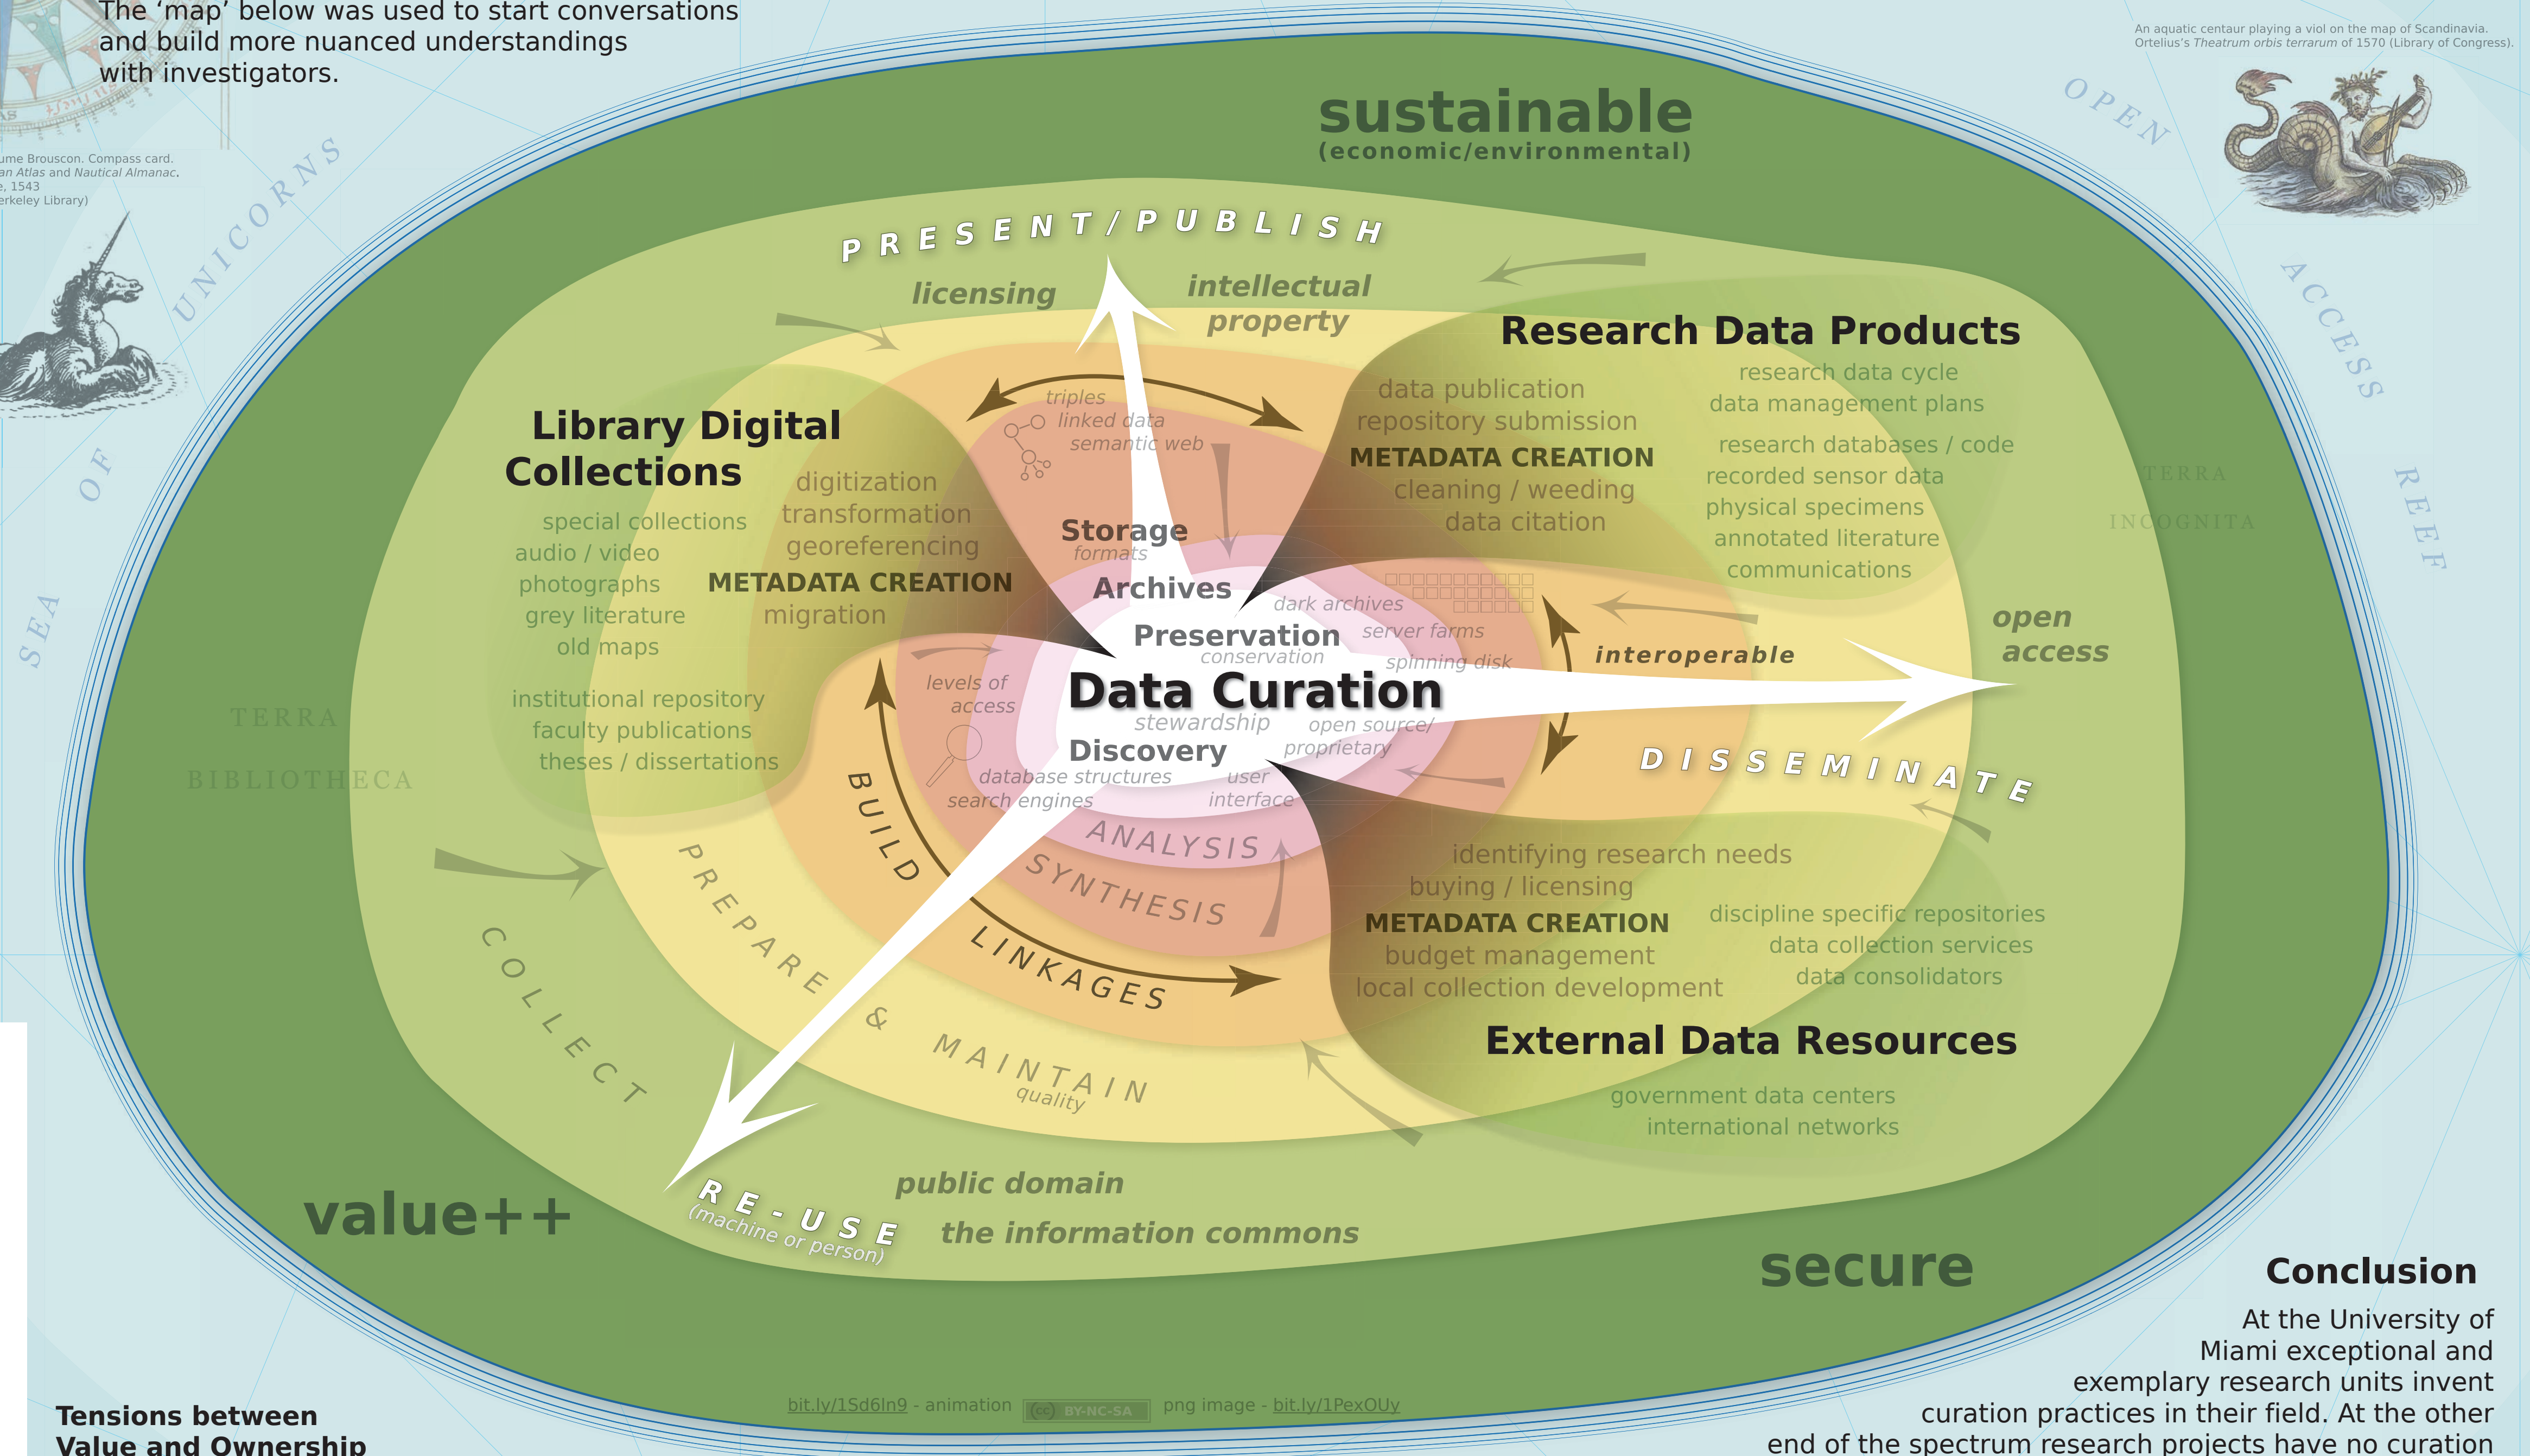 The ‘map’ below was used to start conversations
and build more nuanced understandings
with investigators.
An aquatic centaur playing a viol on the map of Scandinavia.
Ortelius’s Theatrum orbis terrarum of 1570 (Library of Congress).
Brouscon. Compass card.
Atlas and Nautical Almanac.
1543
Library)
SEA OF UNICORNS
OPEN ACCESS REEF
sustainable
(economic/environmental)
PRESENT/PUBLISH
licensing
intellectual
property
Library Digital
Collections
special collections
audio / video
photographs
grey literature
old maps
institutional repository
faculty publications
theses / dissertations
digitization
transformation
georeferencing
METADATA CREATION
migration
triples
linked data
semantic web
Research Data Products
data publication
repository submission
METADATA CREATION
cleaning / weeding
data citation
research data cycle
data management plans
research databases / code
recorded sensor data
physical specimens
annotated literature
communications
TERRA
INCOGNITA
TERRA
BIBLIOTHECA
Storage
formats
Archives
dark archives
Preservation
server farms
conservation
spinning disk
Data Curation
stewardship
open source/
proprietary
Discovery
levels of
access
database structures
search engines
user
interface
interoperable
open
access
DISSEMINATE
ANALYSIS
SYNTHESIS
BUILD LINKAGES
PREPARE & MAINTAIN
quality
COLLECT
identifying research needs
buying / licensing
METADATA CREATION
budget management
local collection development
discipline specific repositories
data collection services
data consolidators
External Data Resources
government data centers
international networks
RE-USE
(machine or person)
public domain
the information commons
value++
secure
bit.ly/1Sd6In9 - animation (cc) BY-NC-SA png image - bit.ly/1PexOUy
Tensions between
Value and Ownership
Conclusion
At the University of
Miami exceptional and
exemplary research units invent
curation practices in their field. At the other
end of the spectrum research projects have no curation